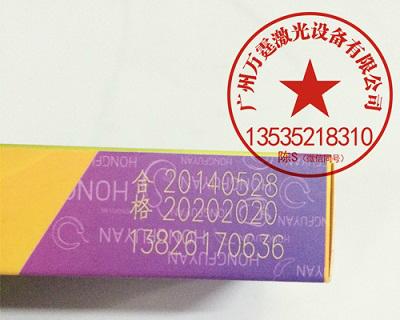 广州万霆激光设备有限公司
13535218310
陈S（微信同号）
HONGFUYAN
合 20140528
格 20202020
13826170636